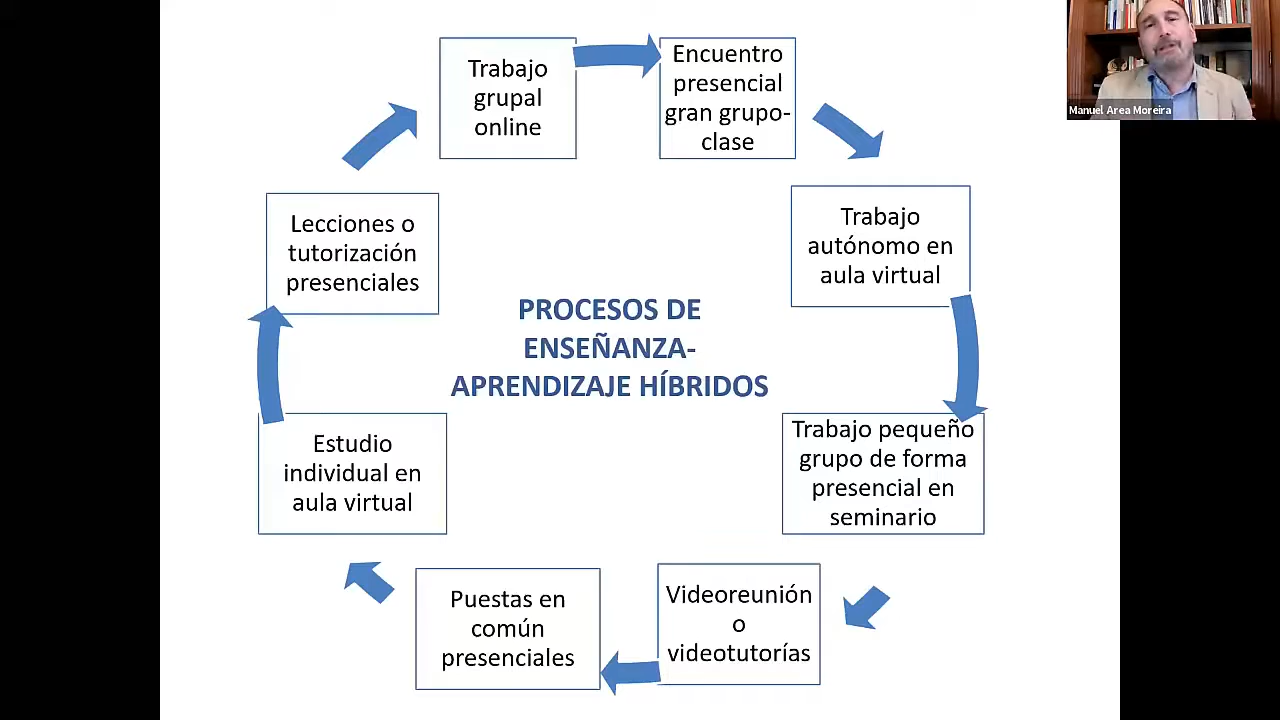 Trabajo
grupal
online
Encuentro
presencial
gran grupo-
clase
Manuel Area Moreira
Trabajo
autónomo en
aula virtual
Trabajo pequeño
grupo de forma
presencial en
seminario
Videoreunión
o
videotutorías
Puestas en
común
presenciales
Estudio
individual en
aula virtual
Lecciones o
tutorización
presenciales
PROCESOS DE
ENSEÑANZA-
APRENDIZAJE HÍBRIDOS